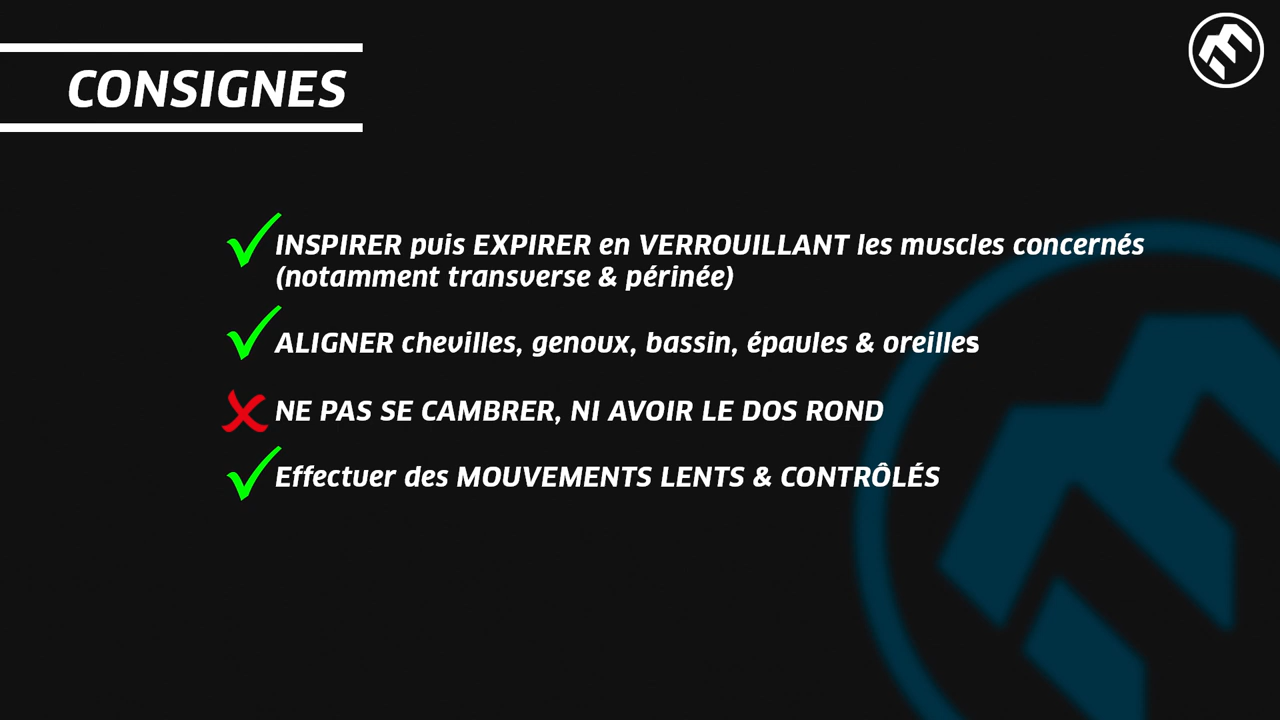 CONSIGNES
INSPIRER puis EXPIRER en VERROUILLANT les muscles concernés
(notamment transverse & périnée)
ALIGNER chevilles, genoux, bassin, épaules & oreilles
NE PAS SE CAMBRER, NI AVOIR LE DOS ROND
Effectuer des MOUVEMENTS LENTS & CONTRÔLÉS